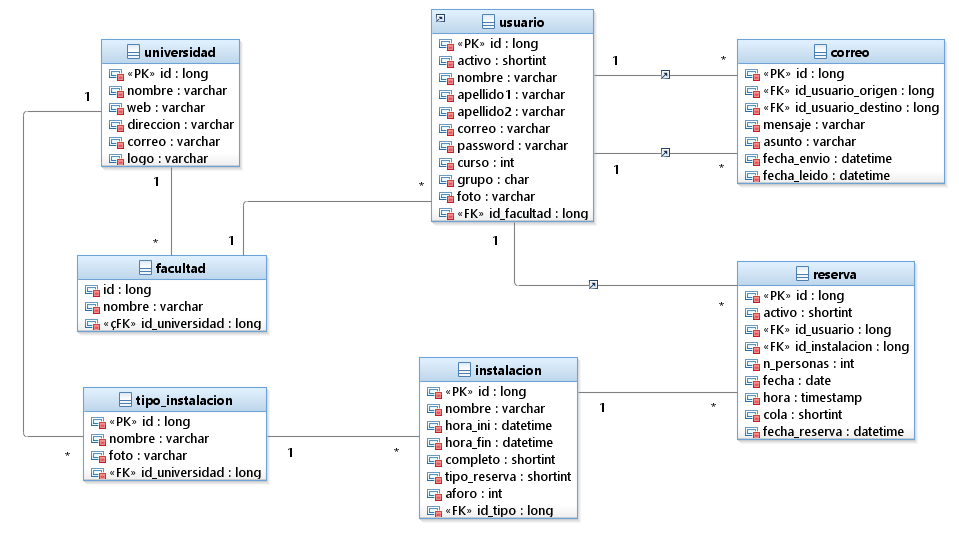 universidad
«PK» id : long
nombre : varchar
web : varchar
direccion : varchar
correo : varchar
logo : varchar
usuario
«PK» id : long
activo : shortint
nombre : varchar
apellido1 : varchar
apellido2 : varchar
correo : varchar
password : varchar
curso : int
grupo : char
foto : varchar
«FK» id_facultad : long
correo
«PK» id : long
«FK» id_usuario_origen : long
«FK» id_usuario_destino : long
mensaje : varchar
asunto : varchar
fecha_envio : datetime
fecha_leido : datetime
1
*
1
*
1
1
*
*
1
1
*
facultad
id : long
nombre : varchar
«çFK» id_universidad : long
reserva
«PK» id : long
activo : shortint
«FK» id_usuario : long
«FK» id_instalacion : long
n_personas : int
fecha : date
hora : timestamp
cola : shortint
fecha_reserva : datetime
tipo_instalacion
«PK» id : long
nombre : varchar
foto : varchar
«FK» id_universidad : long
instalacion
«PK» id : long
nombre : varchar
hora_ini : datetime
hora_fin : datetime
completo : shortint
tipo_reserva : shortint
aforo : int
«FK» id_tipo : long
1
*
*
1
*